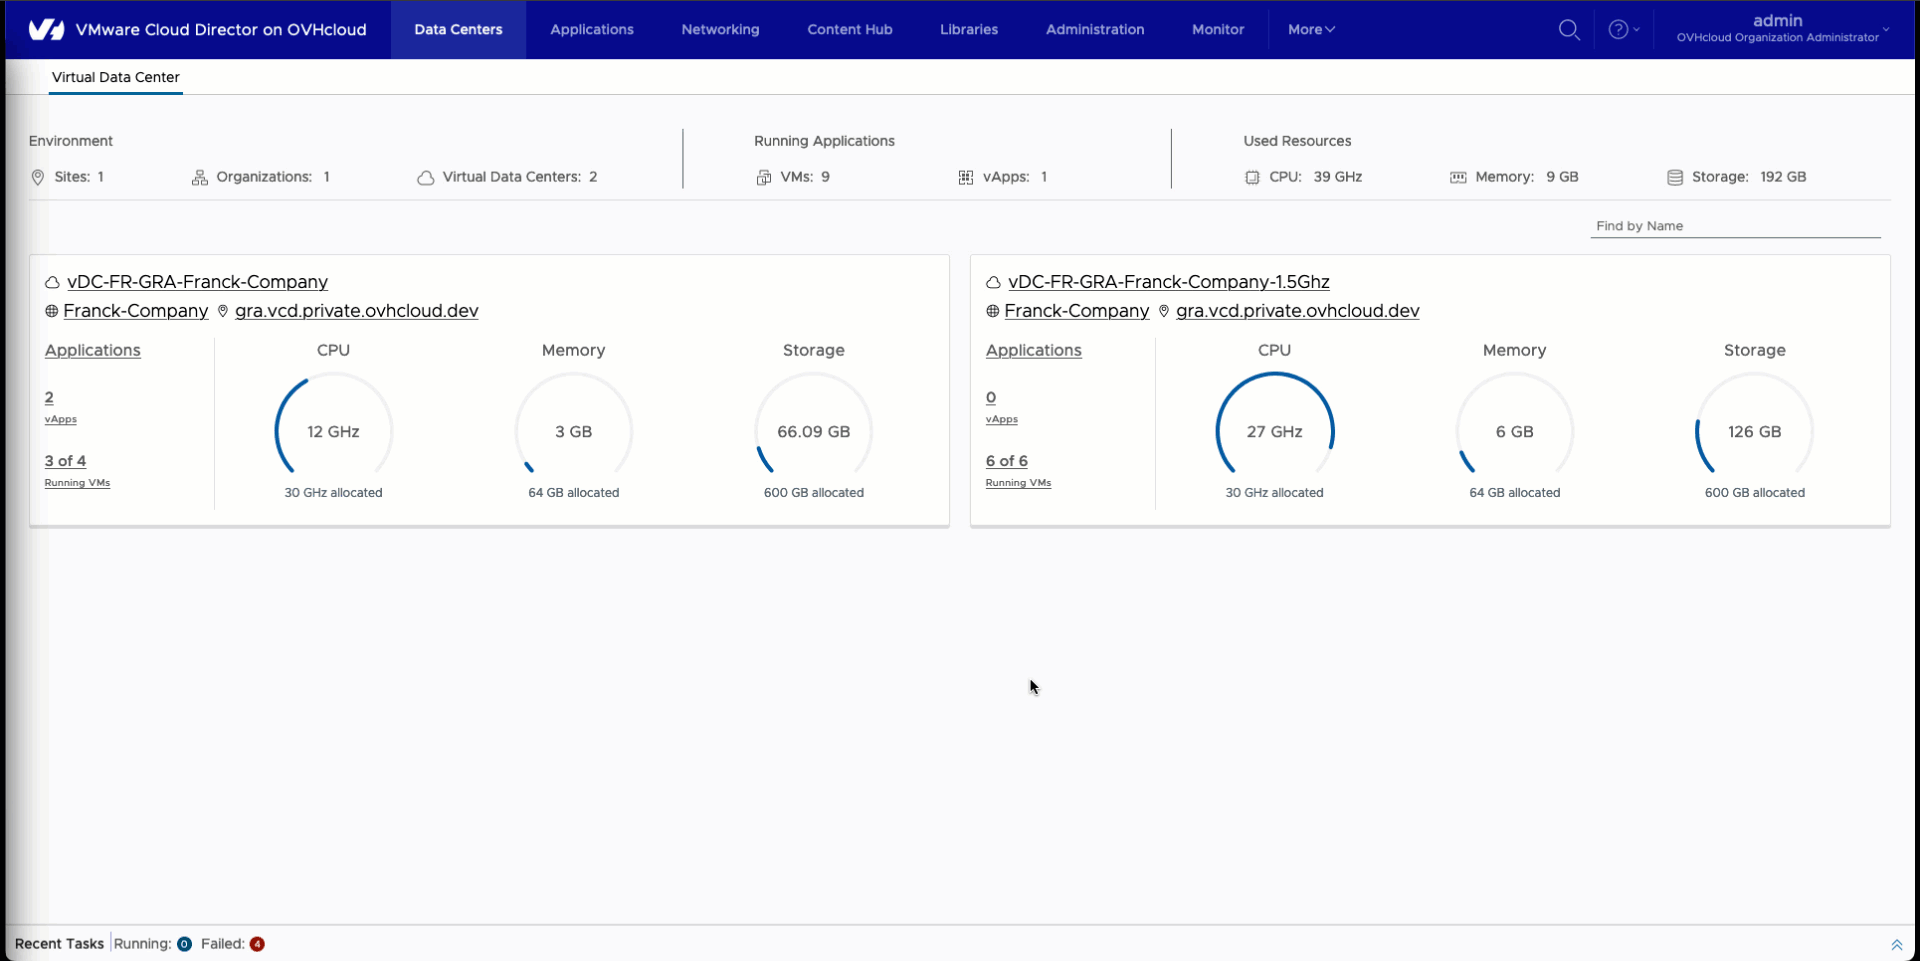 VMware Cloud Director on OVHcloud
Data Centers
Applications
Networking
Content Hub
Libraries
Administration
Monitor
More
admin
OVHcloud Organization Administrator
Virtual Data Center
Environment
Sites: 1
Organizations: 1
Virtual Data Centers: 2
Running Applications
VMs: 9
vApps: 1
Used Resources
CPU: 39 GHz
Memory: 9 GB
Storage: 192 GB
Find by Name
vDC-FR-GRA-Franck-Company
Franck-Company gra.vcd.private.ovhcloud.dev
Applications
2
vApps
3 of 4
Running VMs
CPU
12 GHz
30 GHz allocated
Memory
3 GB
64 GB allocated
Storage
66.09 GB
600 GB allocated
vDC-FR-GRA-Franck-Company-1.5Ghz
Franck-Company gra.vcd.private.ovhcloud.dev
Applications
0
vApps
6 of 6
Running VMs
CPU
27 GHz
30 GHz allocated
Memory
6 GB
64 GB allocated
Storage
126 GB
600 GB allocated
Recent Tasks Running: 0 Failed: 4